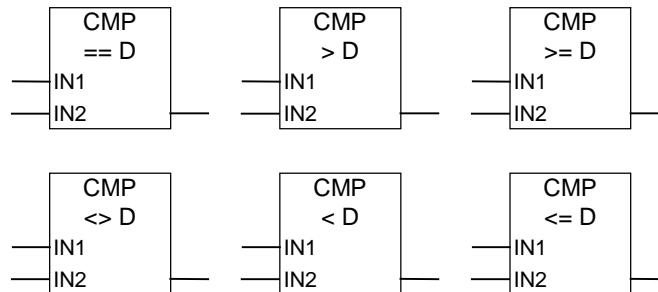 CMP
== D
IN1
IN2
CMP
> D
IN1
IN2
CMP
>= D
IN1
IN2
CMP
<> D
IN1
IN2
CMP
< D
IN1
IN2
CMP
<= D
IN1
IN2